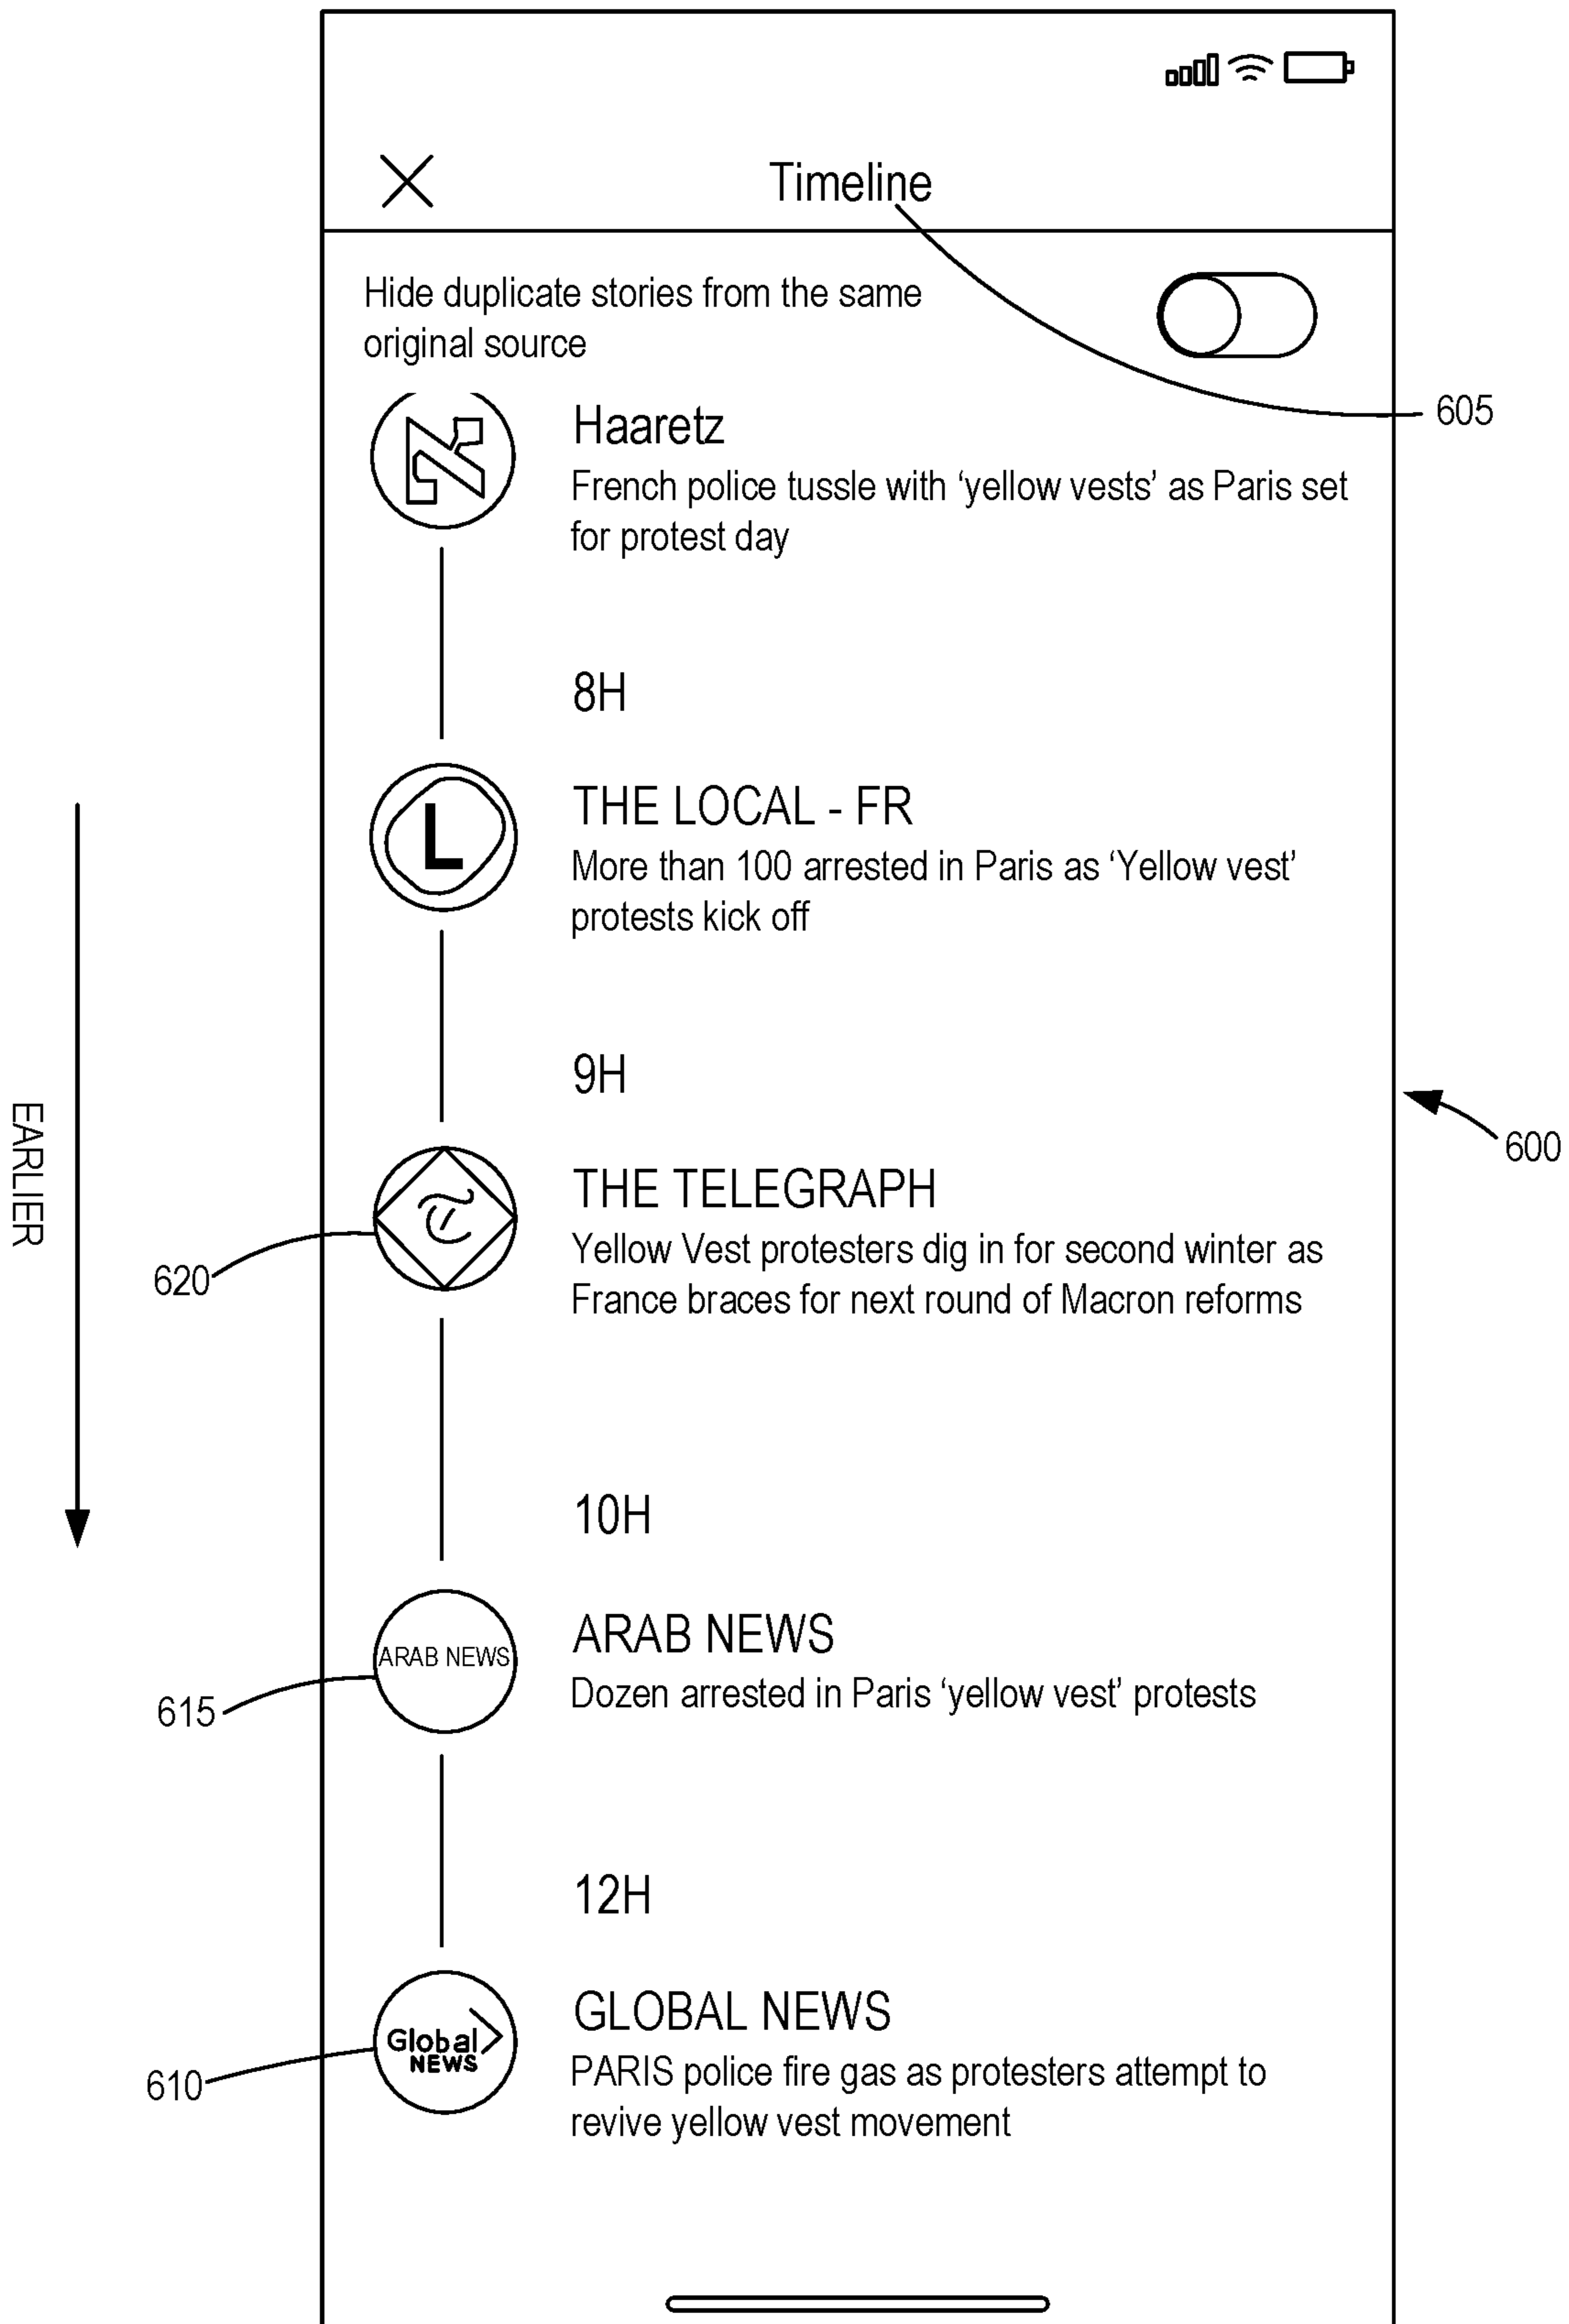 Timeline
Hide duplicate stories from the same
original source
605
Haaretz
French police tussle with ‘yellow vests’ as Paris set
for protest day
8H
L
THE LOCAL - FR
More than 100 arrested in Paris as ‘Yellow vest’
protests kick off
9H
EARLIER
600
THE TELEGRAPH
Yellow Vest protesters dig in for second winter as
France braces for next round of Macron reforms
620
10H
ARAB NEWS
ARAB NEWS
Dozen arrested in Paris ‘yellow vest’ protests
615
12H
Global
NEWS
GLOBAL NEWS
PARIS police fire gas as protesters attempt to
revive yellow vest movement
610